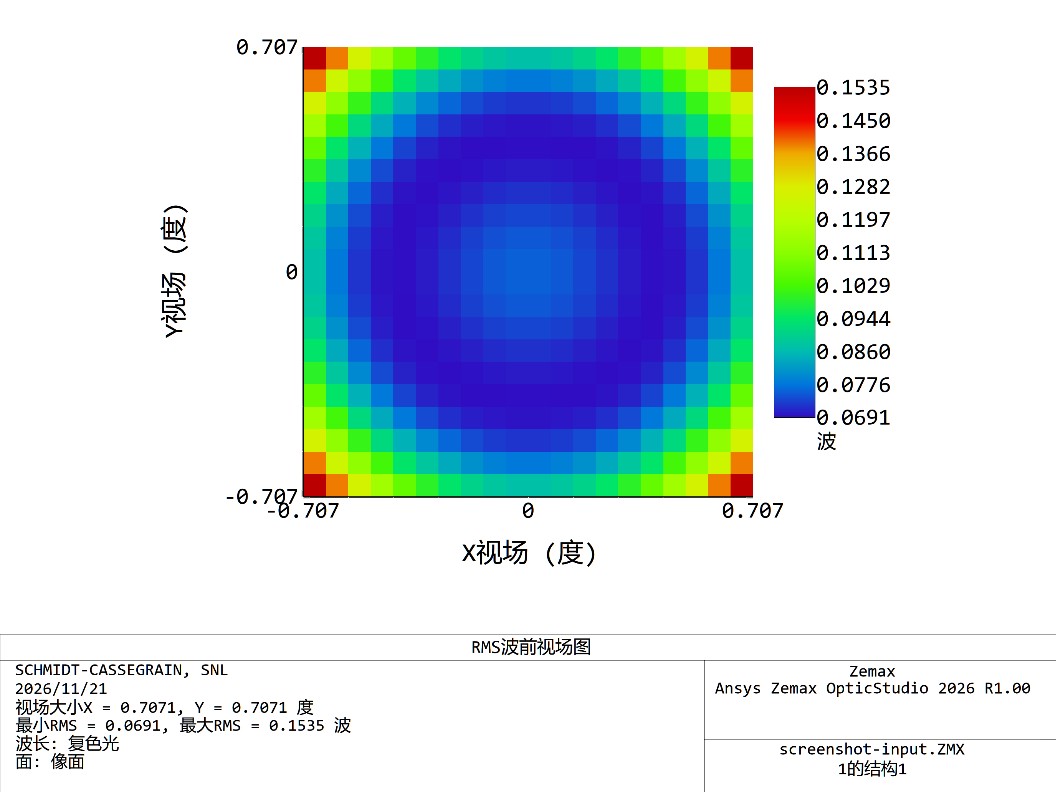 0.707
0
-0.707
Y视场 (度)
-0.707
0
0.707
X视场 (度)
0.1535
0.1450
0.1366
0.1282
0.1197
0.1113
0.1029
0.0944
0.0860
0.0776
0.0691
波
RMS波前视场图
SCHMIDT-CASSEGRAIN, SNL
2026/11/21
视场大小X = 0.7071, Y = 0.7071 度
最小RMS = 0.0691, 最大RMS = 0.1535 波
波长: 复色光
面: 像面
Zemax
Ansys Zemax OpticStudio 2026 R1.00
screenshot-input.ZMX
1的结构1